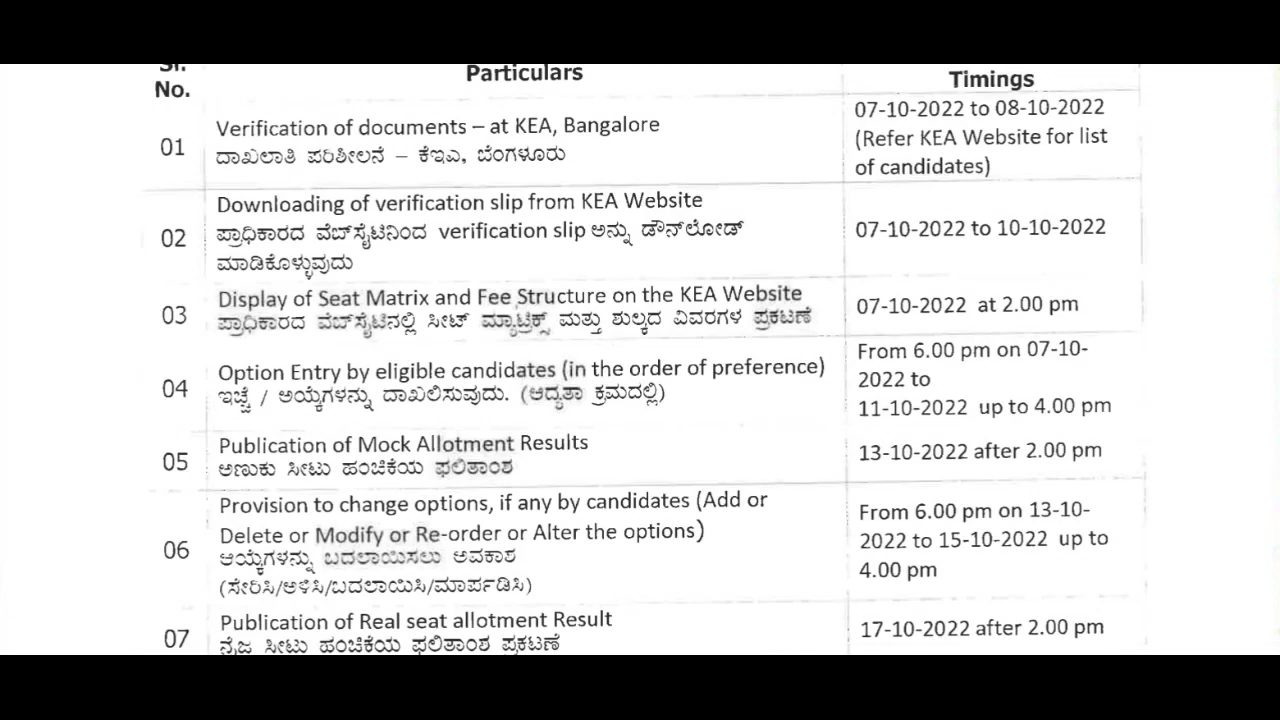 Sr.
No.
Particulars
Timings
01
Verification of documents – at KEA, Bangalore
ದಾಖಲಾತಿ ಪರಿಶೀಲನೆ – ಕೆಇಎ, ಬೆಂಗಳೂರು
07-10-2022 to 08-10-2022
(Refer KEA Website for list
of candidates)
02
Downloading of verification slip from KEA Website
ಪ್ರಾಧಿಕಾರದ ವೆಬ್‌ಸೈಟಿನಿಂದ verification slip ಅನ್ನು ಡೌನ್‌ಲೋಡ್
ಮಾಡಿಕೊಳ್ಳುವುದು
07-10-2022 to 10-10-2022
03
Display of Seat Matrix and Fee Structure on the KEA Website
ಪ್ರಾಧಿಕಾರದ ವೆಬ್‌ಸೈಟಿನಲ್ಲಿ ಸೀಟ್ ಮ್ಯಾಟ್ರಿಕ್ಸ್ ಮತ್ತು ಶುಲ್ಕದ ವಿವರಗಳ ಪ್ರಕಟಣೆ
07-10-2022 at 2.00 pm
04
Option Entry by eligible candidates (in the order of preference)
ಇಚ್ಛೆ / ಆಯ್ಕೆಗಳನ್ನು ದಾಖಲಿಸುವುದು. (ಆದ್ಯತಾ ಕ್ರಮದಲ್ಲಿ)
From 6.00 pm on 07-10-
2022 to
11-10-2022 up to 4.00 pm
05
Publication of Mock Allotment Results
ಅಣುಕು ಸೀಟು ಹಂಚಿಕೆಯ ಫಲಿತಾಂಶ
13-10-2022 after 2.00 pm
06
Provision to change options, if any by candidates (Add or
Delete or Modify or Re-order or Alter the options)
ಆಯ್ಕೆಗಳನ್ನು ಬದಲಾಯಿಸಲು ಅವಕಾಶ
(ಸೇರಿಸಿ/ಅಳಿಸಿ/ಬದಲಾಯಿಸಿ/ಮಾರ್ಪಡಿಸಿ)
From 6.00 pm on 13-10-
2022 to 15-10-2022 up to
4.00 pm
07
Publication of Real seat allotment Result
ನೈಜ ಸೀಟು ಹಂಚಿಕೆಯ ಫಲಿತಾಂಶ ಪ್ರಕಟಣೆ
17-10-2022 after 2.00 pm